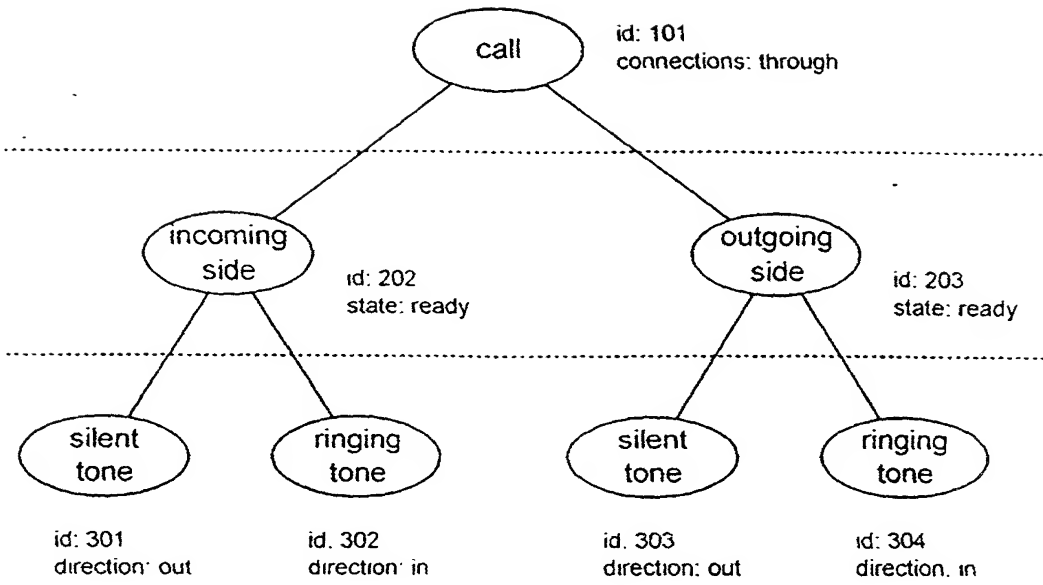 call
id: 101
connections: through
incoming
side
id: 202
state: ready
outgoing
side
id: 203
state: ready
silent
tone
ringing
tone
silent
tone
ringing
tone
id: 301
direction: out
id. 302
direction: in
id. 303
direction: out
id: 304
direction. in